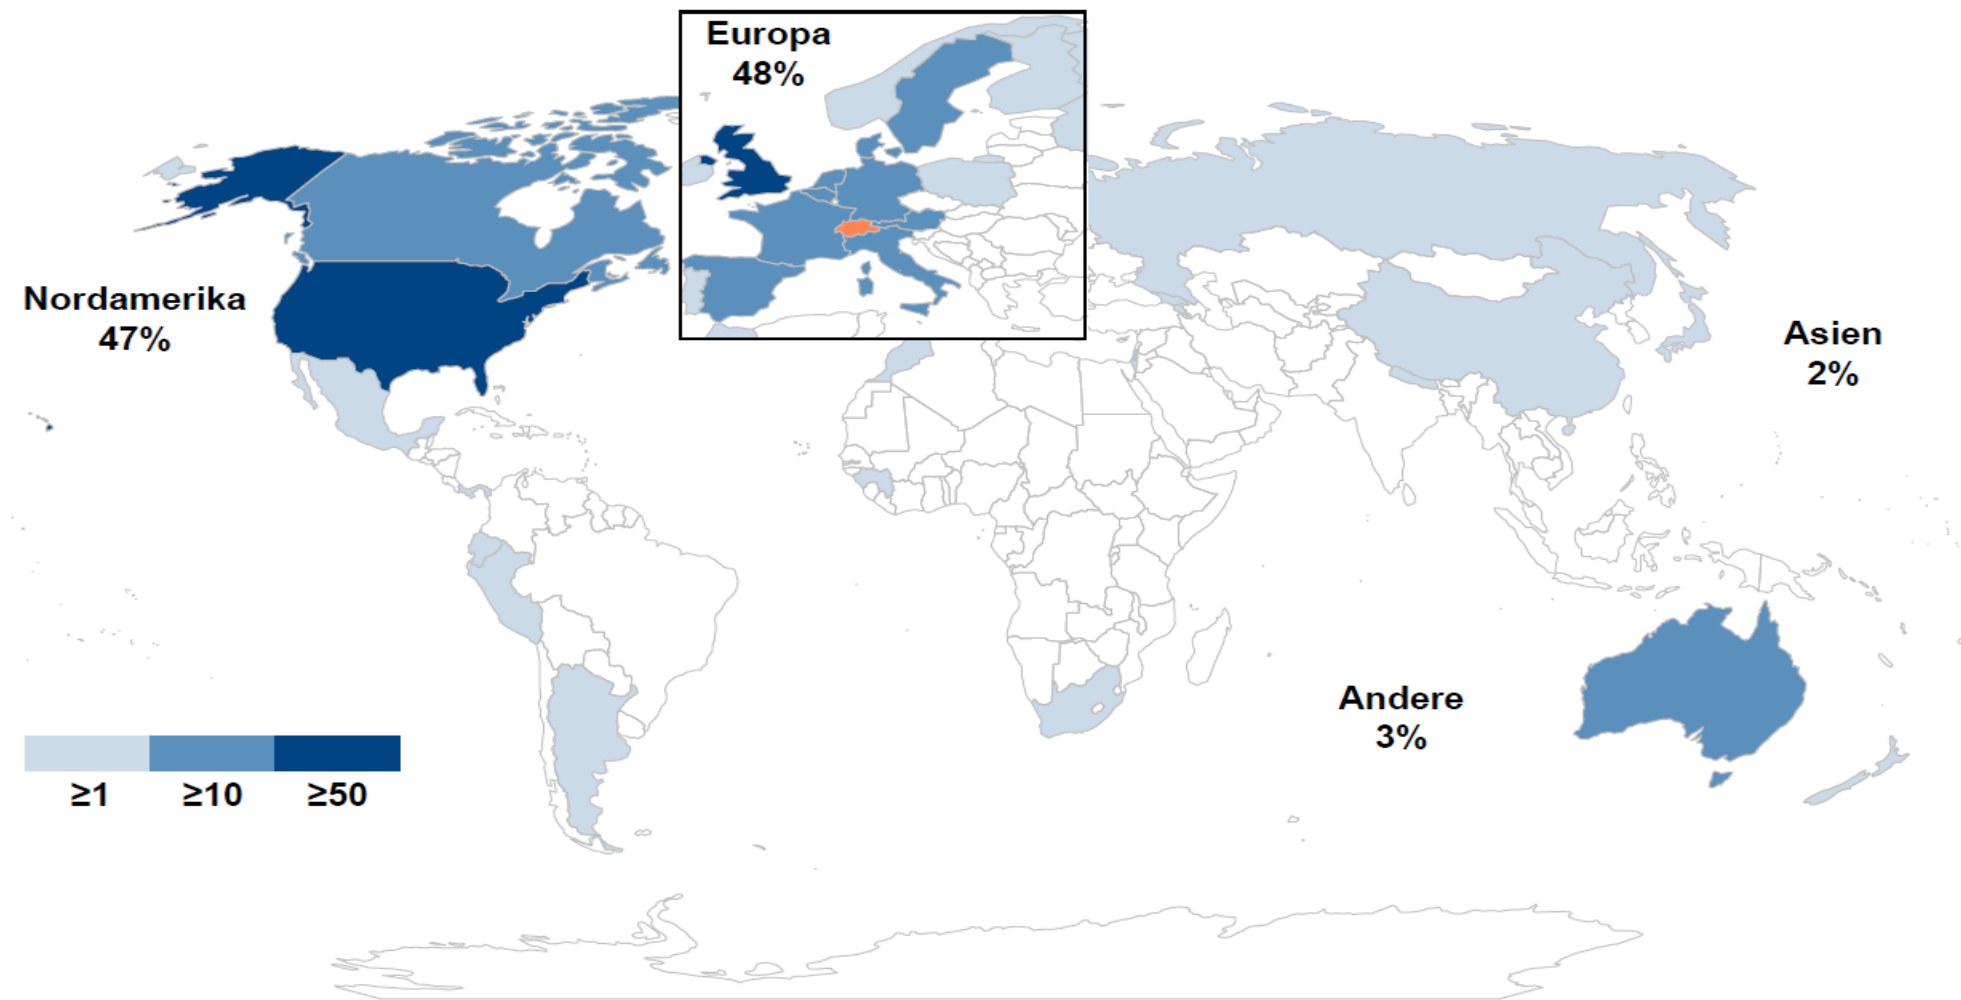 Europa
48%
Nordamerika
47%
Asien
2%
Andere
3%
≥1 ≥10 ≥50